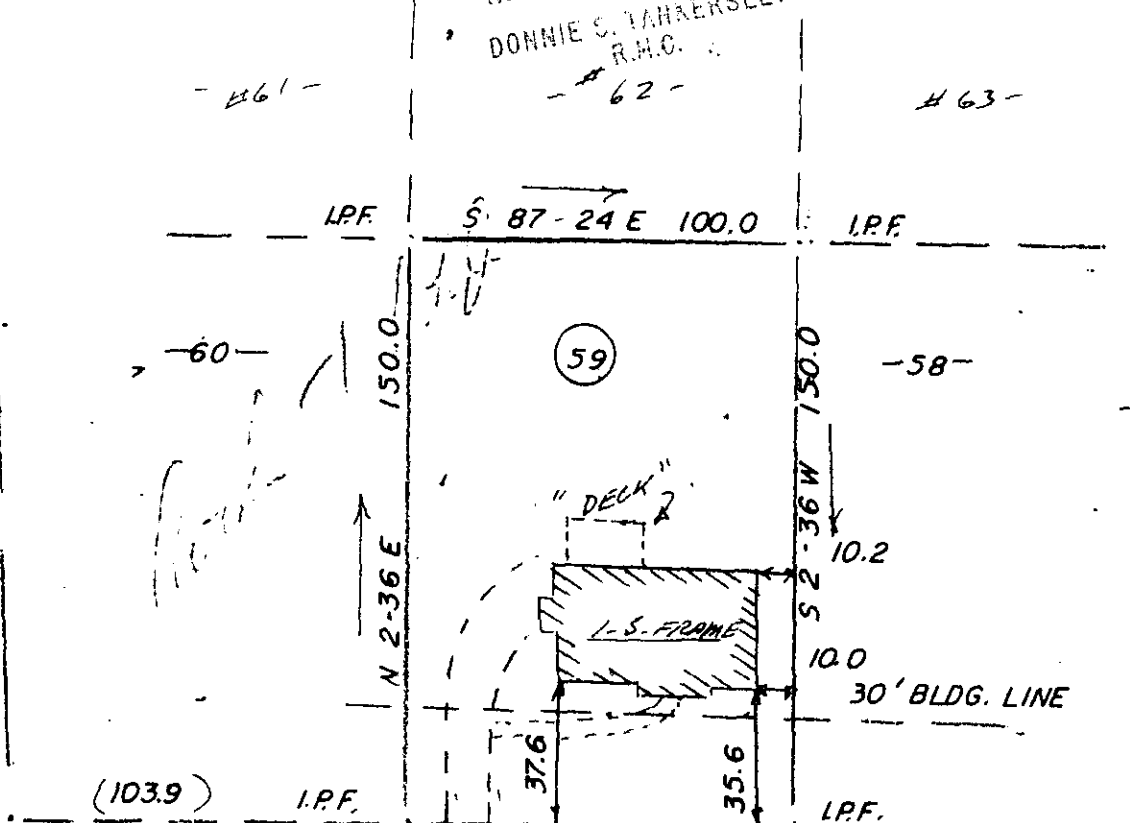 DONNIE S. TANKERSLEY
R.M.C.
- #61 -
- #62 -
#63 -
I.P.F.
S 87-24 E 100.0
I.P.F.
-60-
150.0
59
150.0
-58-
"DECK"
N 2-36 E
S 2-36 W
10.2
1-S-FRAME
10.0
30' BLDG. LINE
37.6
35.6
(103.9)
I.P.F.
I.P.F.